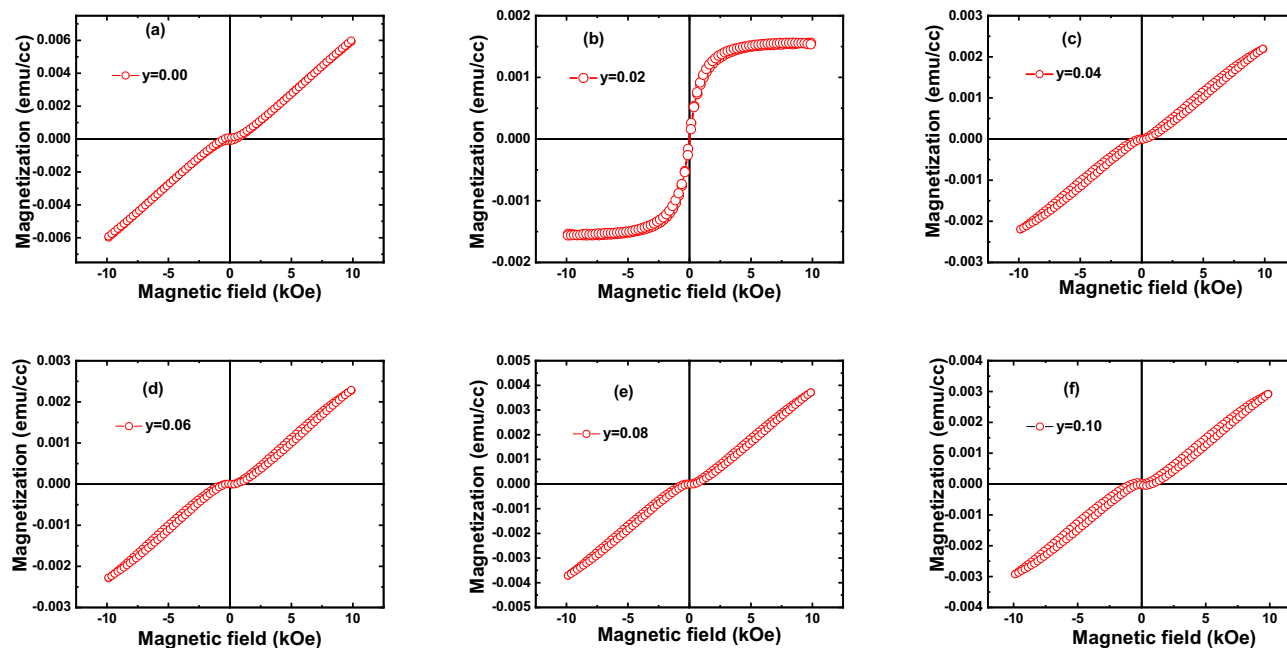 (a)
y=0.00
0.006
0.004
0.002
0.000
-0.002
-0.004
-0.006
-10 -5 0 5 10
Magnetization (emu/cc)
Magnetic field (kOe)
(b)
y=0.02
0.002
0.001
0.000
-0.001
-0.002
-10 -5 0 5 10
Magnetization (emu/cc)
Magnetic field (kOe)
(c)
y=0.04
0.003
0.002
0.001
0.000
-0.001
-0.002
-0.003
-10 -5 0 5 10
Magnetization (emu/cc)
Magnetic field (kOe)
(d)
y=0.06
0.003
0.002
0.001
0.000
-0.001
-0.002
-0.003
-10 -5 0 5 10
Magnetization (emu/cc)
Magnetic field (kOe)
(e)
y=0.08
0.005
0.004
0.003
0.002
0.001
0.000
-0.001
-0.002
-0.003
-0.004
-0.005
-10 -5 0 5 10
Magnetization (emu/cc)
Magnetic field (kOe)
(f)
y=0.10
0.004
0.003
0.002
0.001
0.000
-0.001
-0.002
-0.003
-0.004
-10 -5 0 5 10
Magnetization (emu/cc)
Magnetic field (kOe)